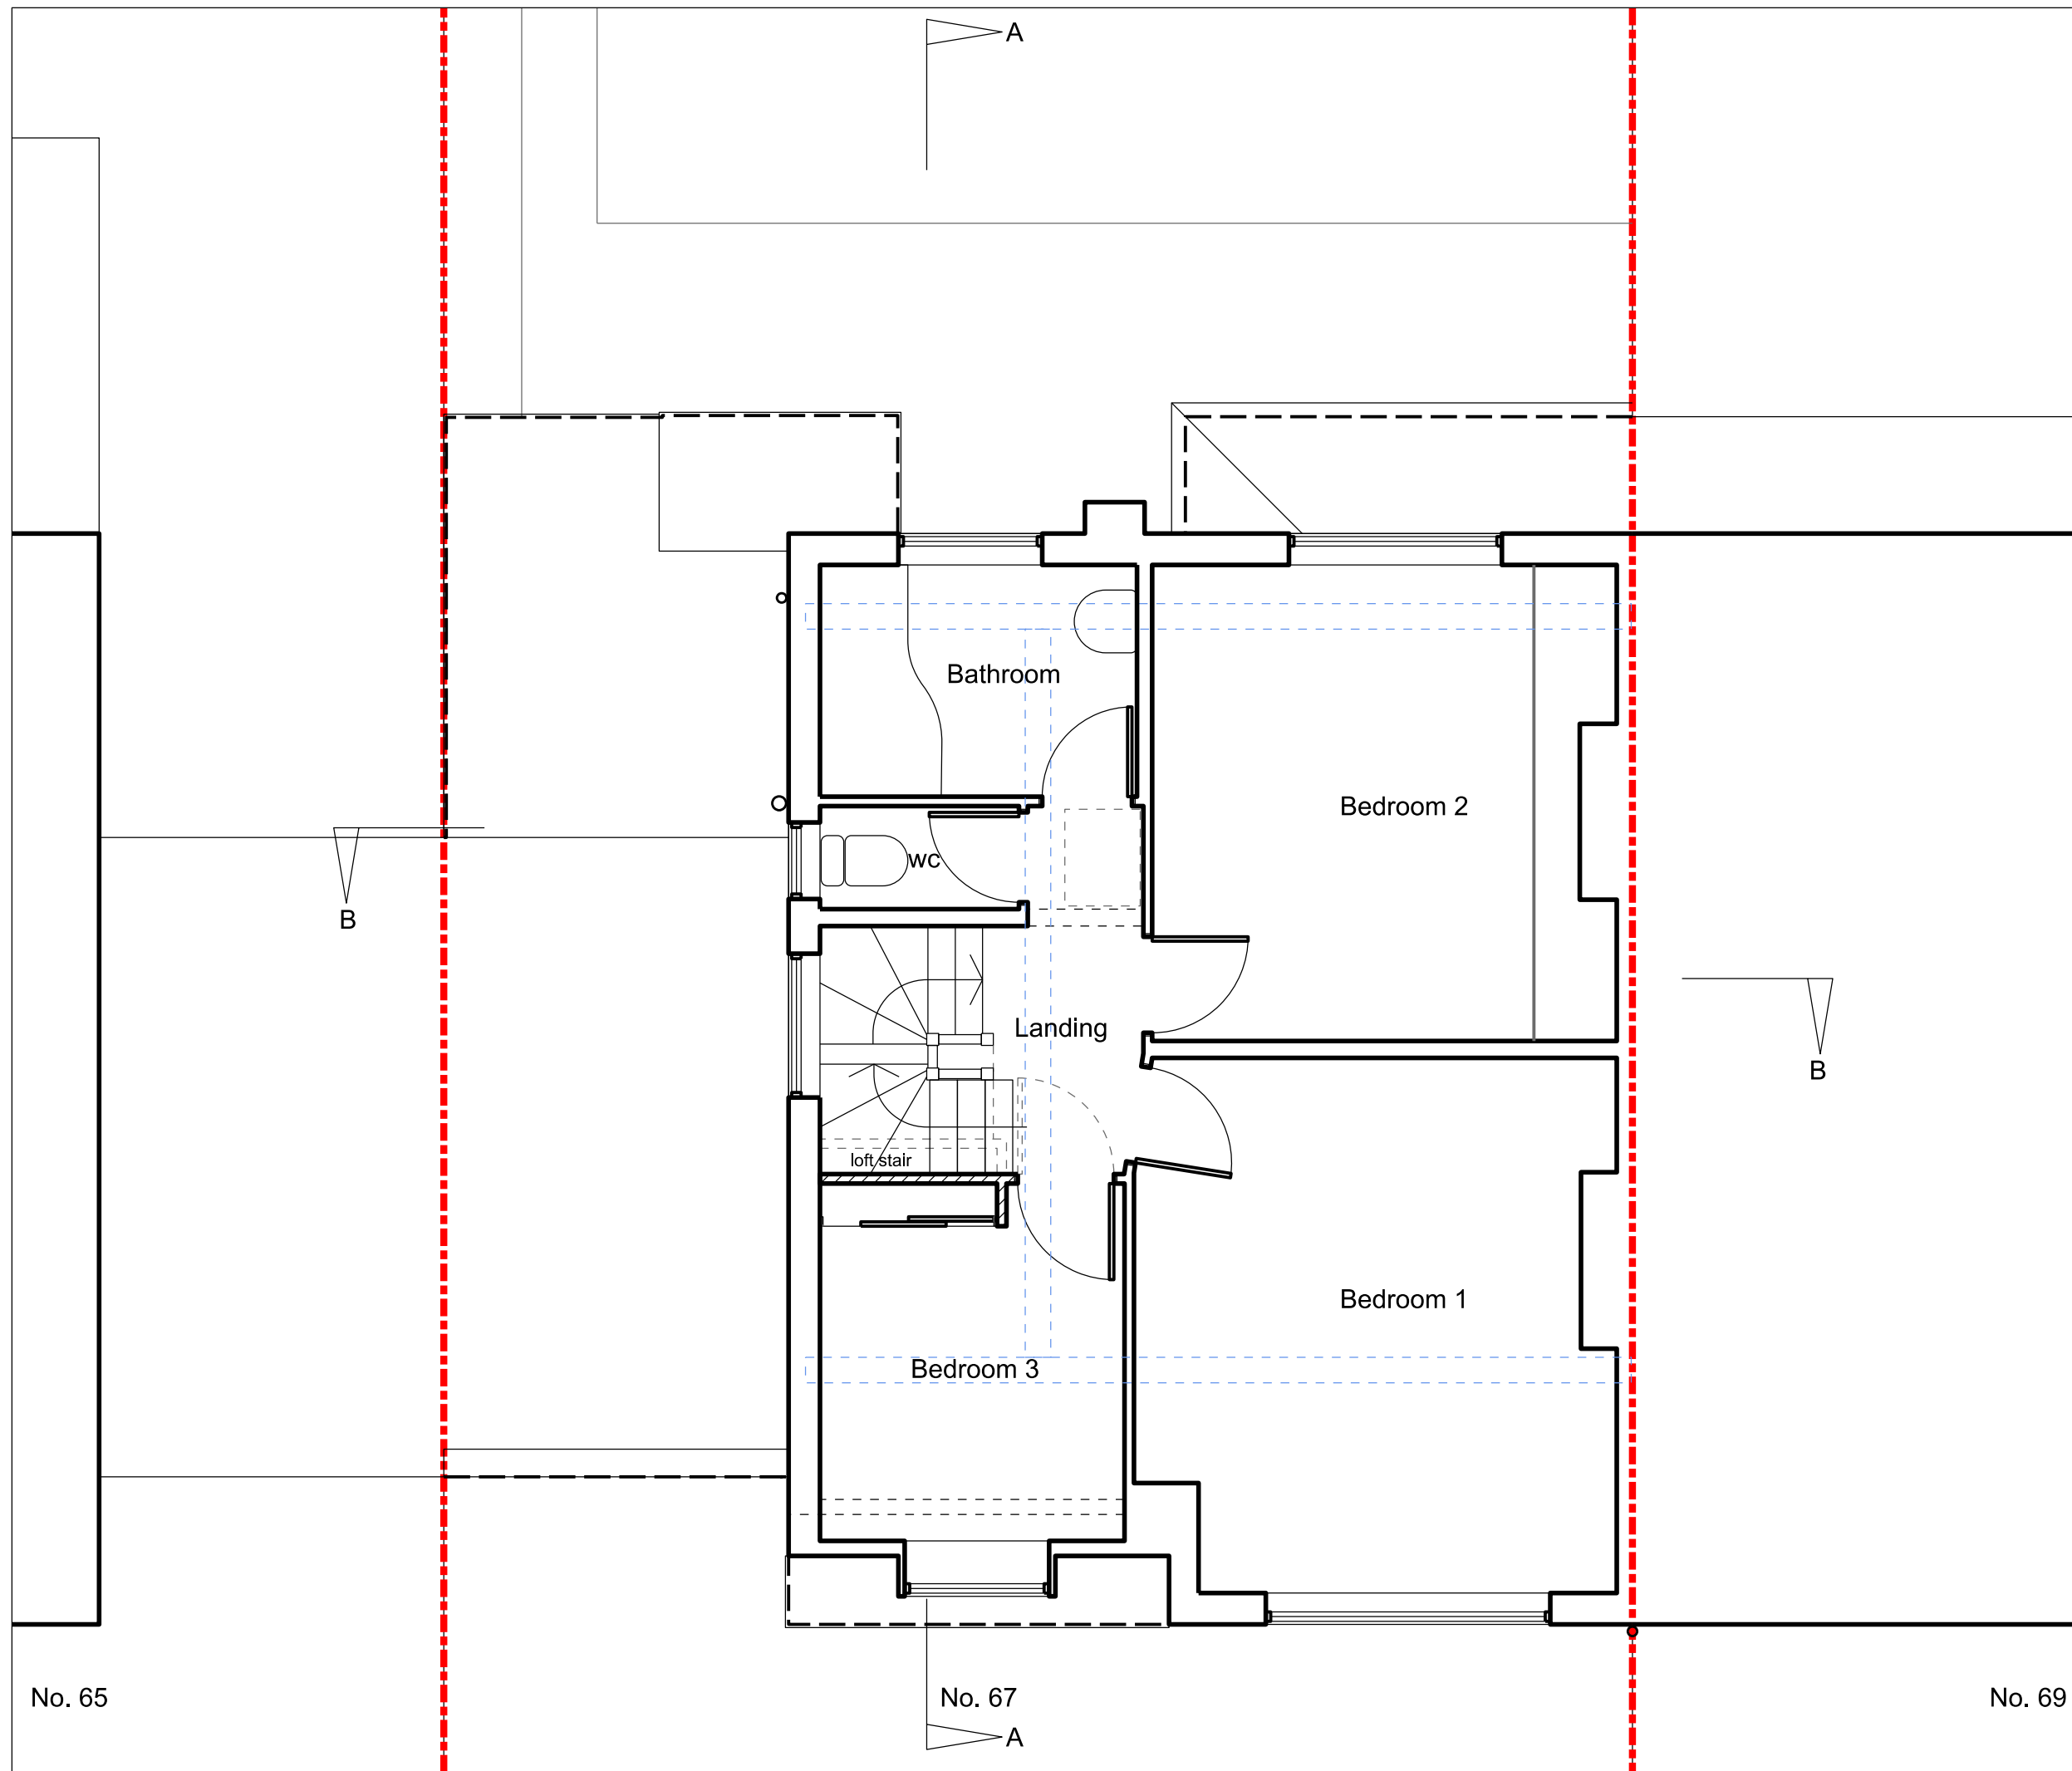 A
Bathroom
Bedroom 2
wc
B
Landing
B
loft stair
Bedroom 1
Bedroom 3
No. 65
No. 67
No. 69
A